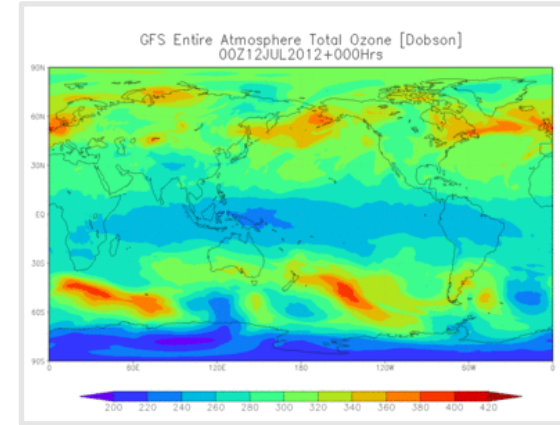 GFS Entire Atmosphere Total Ozone [Dobson]
00Z12JUL2012+000Hrs
90N
60N
30N
EQ
30S
60S
90S
0 60E 120E 180 120W 60W 0
200 220 240 260 280 300 320 340 360 380 400 420